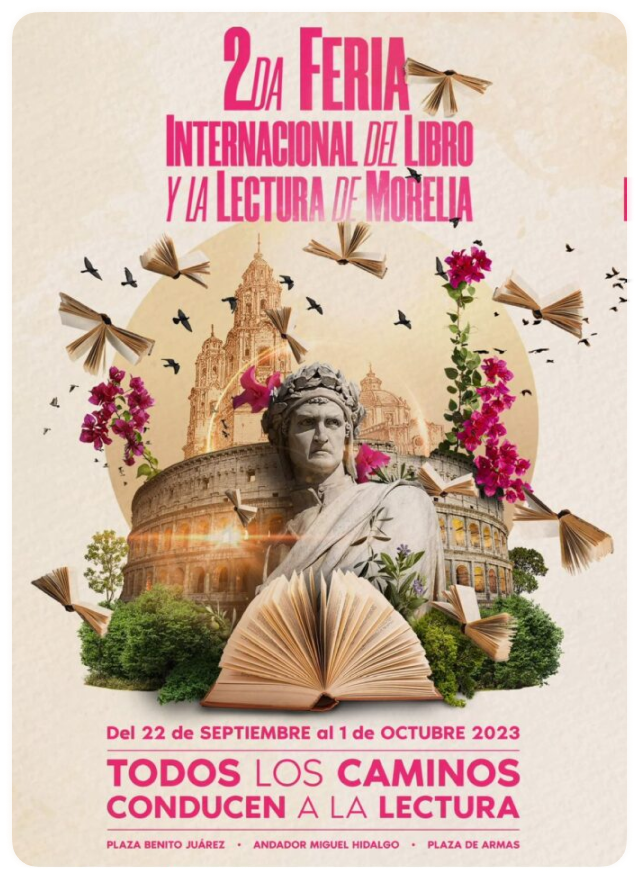 2DA FERIA
INTERNACIONAL DEL LIBRO
Y LA LECTURA DE MORELIA
Del 22 de SEPTIEMBRE al 1 de OCTUBRE 2023
TODOS LOS CAMINOS
CONDUCEN A LA LECTURA
PLAZA BENITO JUÁREZ • ANDADOR MIGUEL HIDALGO • PLAZA DE ARMAS